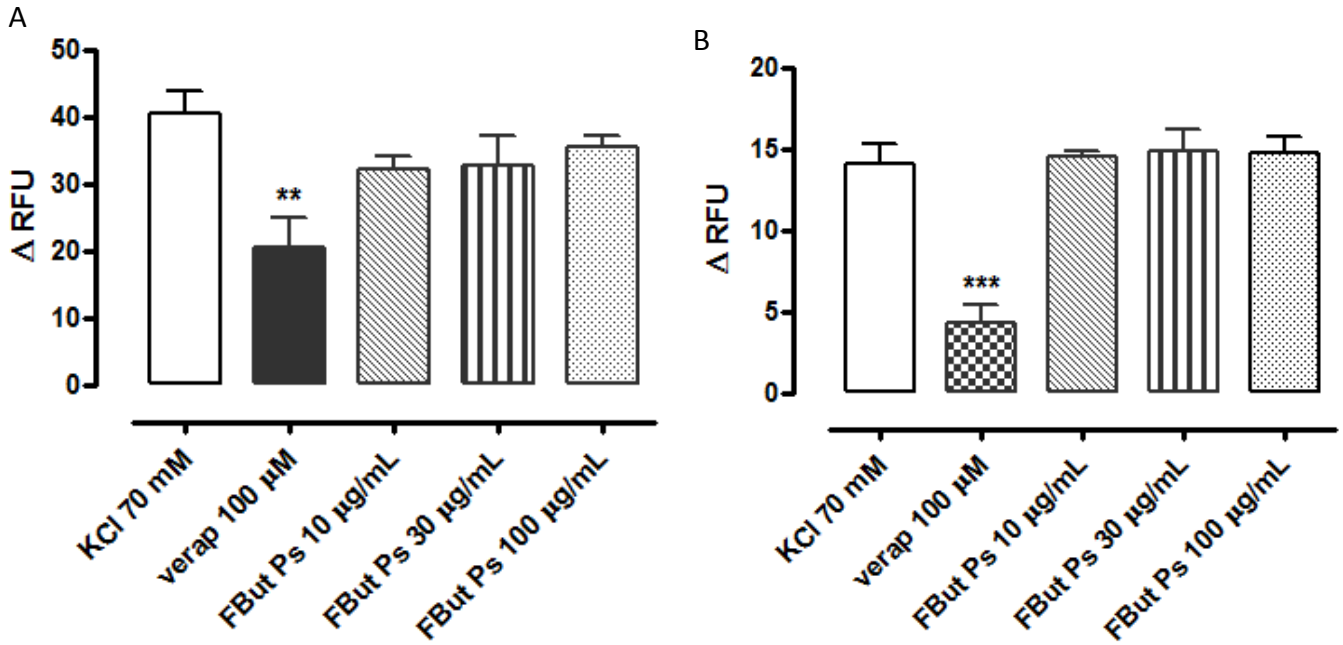 A
50
40
30
20
10
0
Δ RFU
**
KCl 70 mM
verap 100 µM
FBut Ps 10 µg/mL
FBut Ps 30 µg/mL
FBut Ps 100 µg/mL
B
20
15
10
5
0
Δ RFU
***
KCl 70 mM
verap 100 µM
FBut Ps 10 µg/mL
FBut Ps 30 µg/mL
FBut Ps 100 µg/mL